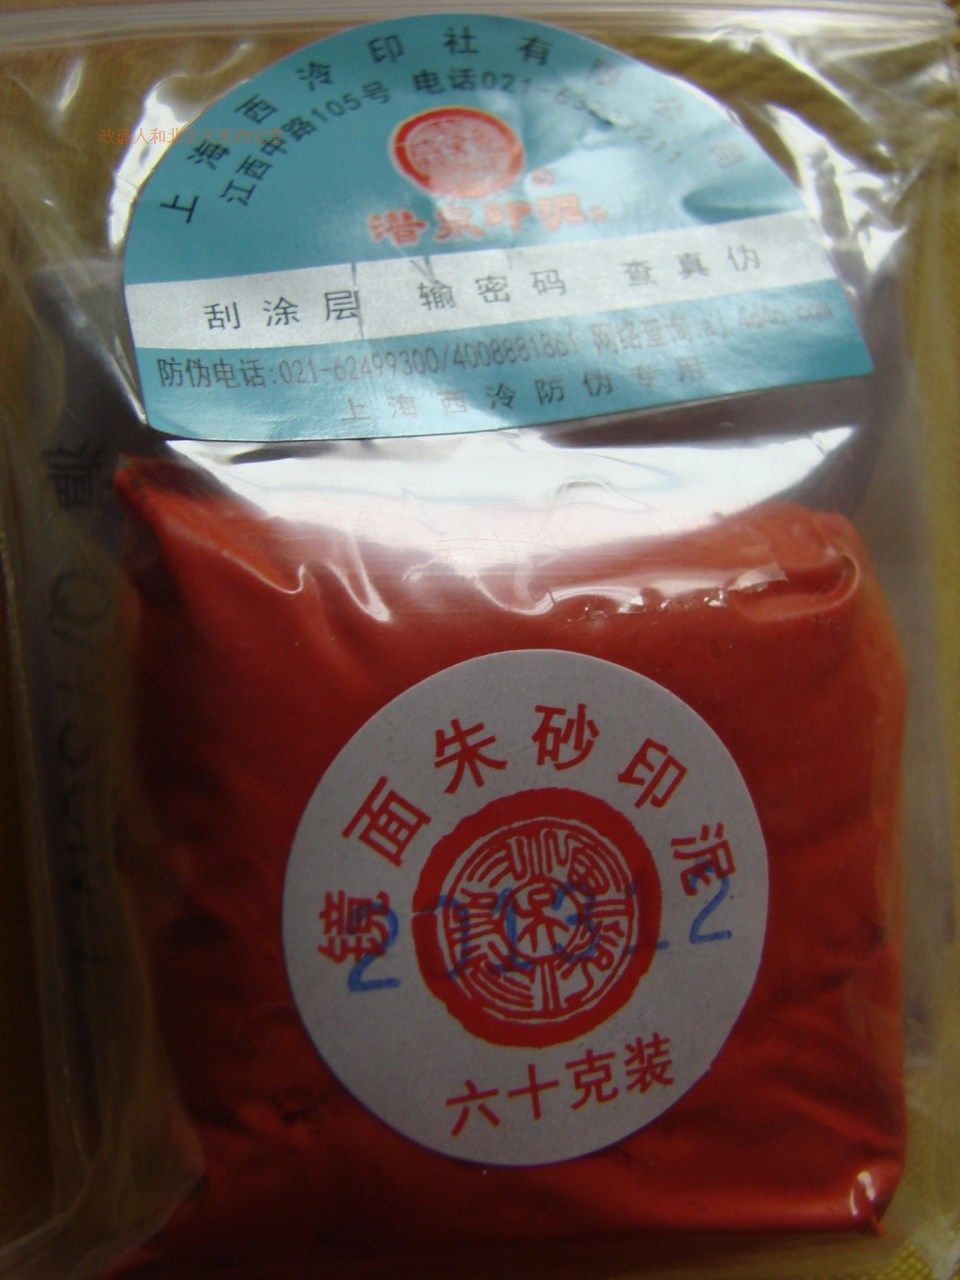 上海西泠印社有限公司
江西中路105号 电话021-
潜泉印泥
刮涂层 输密码 查真伪
防伪电话:021-62499300/4008881861 网络查询:
上海西泠防伪专用
镜面朱砂印泥
六十克装